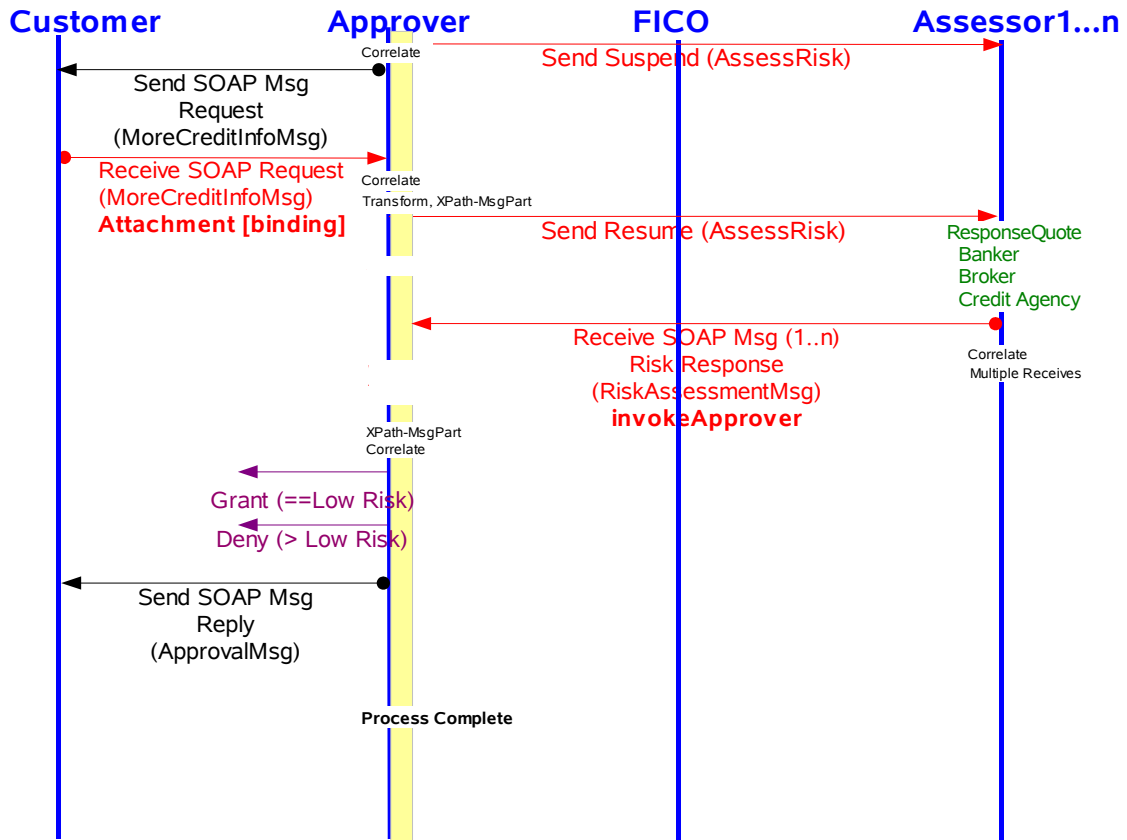 Customer
Approver
FICO
Assessor1...n
Correlate
Send Suspend (AssessRisk)
Send SOAP Msg
Request
(MoreCreditInfoMsg)
Receive SOAP Request
(MoreCreditInfoMsg)
Attachment [binding]
Correlate
Transform, XPath-MsgPart
Send Resume (AssessRisk)
ResponseQuote
Banker
Broker
Credit Agency
Receive SOAP Msg (1..n)
Risk Response
(RiskAssessmentMsg)
invokeApprover
Correlate
Multiple Receives
XPath-MsgPart
Correlate
Grant (==Low Risk)
Deny (> Low Risk)
Send SOAP Msg
Reply
(ApprovalMsg)
Process Complete